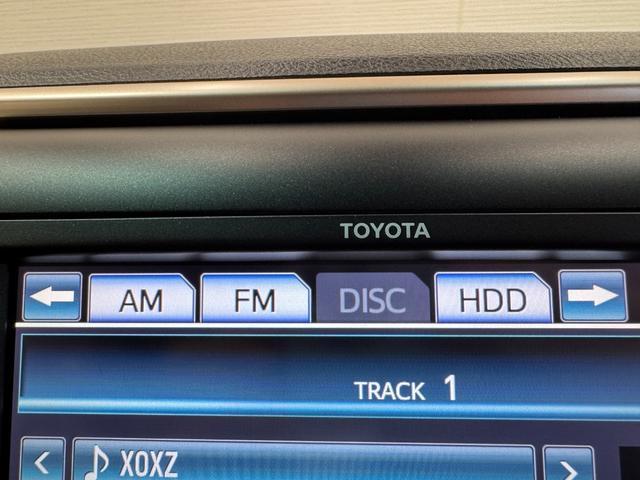 TOYOTA
AM FM DISC HDD
TRACK 1
XOXZ